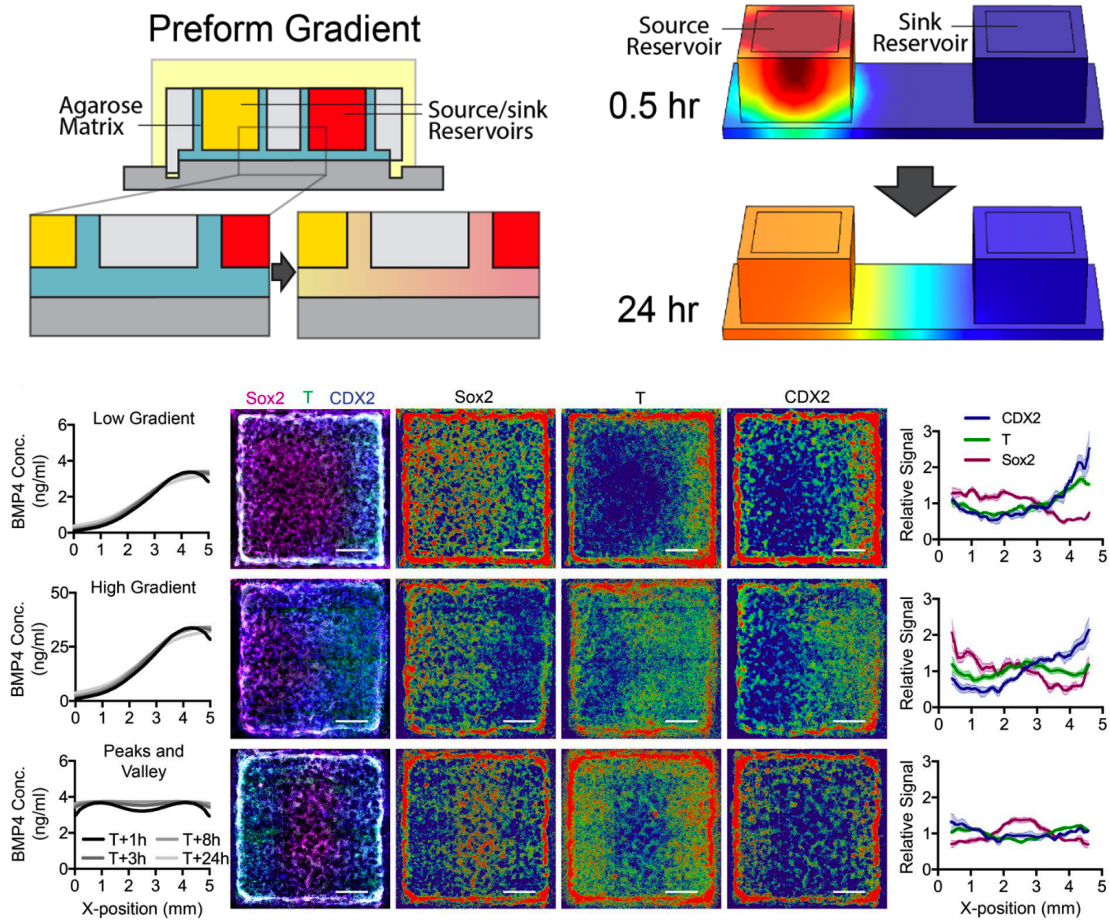 Preform Gradient
Agarose
Matrix
Source/sink
Reservoirs
Source
Reservoir
Sink
Reservoir
0.5 hr
24 hr
Sox2 T CDX2
Sox2
T
CDX2
Low Gradient
BMP4 Conc.
(ng/ml)
6
4
2
0
0 1 2 3 4 5
Relative Signal
3
2
1
0
0 1 2 3 4 5
CDX2
T
Sox2
High Gradient
BMP4 Conc.
(ng/ml)
50
25
0
0 1 2 3 4 5
Relative Signal
3
2
1
0
0 1 2 3 4 5
Peaks and
Valley
BMP4 Conc.
(ng/ml)
6
4
2
0
T+1h T+8h
T+3h T+24h
0 1 2 3 4 5
X-position (mm)
Relative Signal
3
2
1
0
0 1 2 3 4 5
X-position (mm)